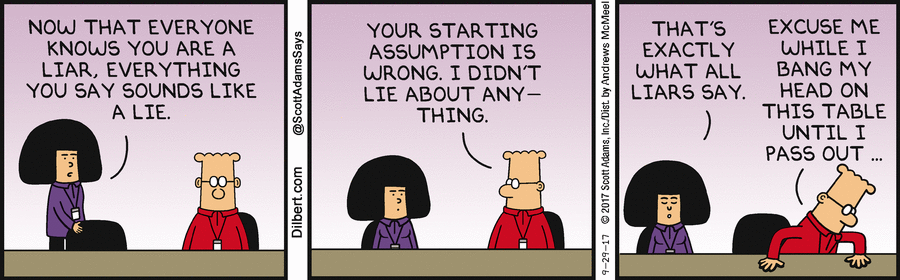 NOW THAT EVERYONE
KNOWS YOU ARE A
LIAR, EVERYTHING
YOU SAY SOUNDS LIKE
A LIE.
Dilbert.com @ScottAdamsSays
YOUR STARTING
ASSUMPTION IS
WRONG. I DIDN'T
LIE ABOUT ANY—
THING.
9-29-17 © 2017 Scott Adams, Inc./Dist. by Andrews McMeel
THAT'S
EXACTLY
WHAT ALL
LIARS SAY.
EXCUSE ME
WHILE I
BANG MY
HEAD ON
THIS TABLE
UNTIL I
PASS OUT ...